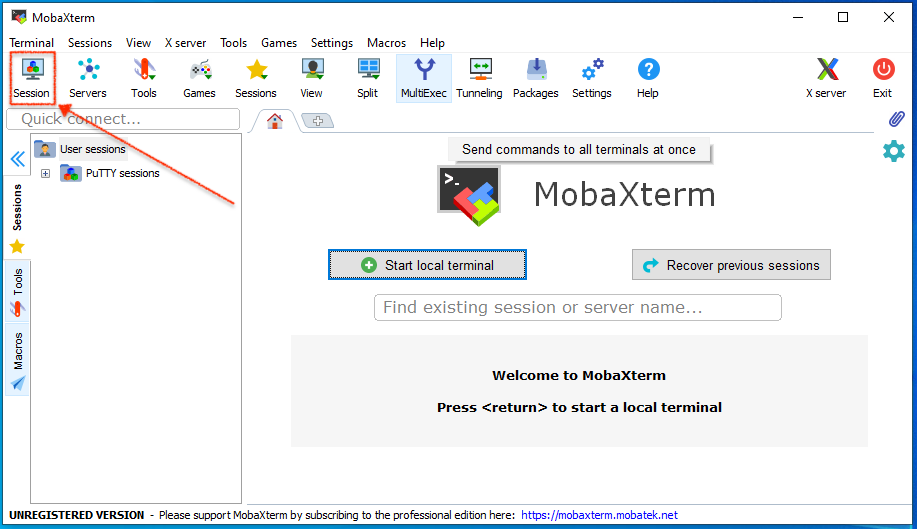 MobaXterm
Terminal Sessions View X server Tools Games Settings Macros Help
Session Servers Tools Games Sessions View Split MultiExec Tunneling Packages Settings Help X server Exit
Quick connect...
Send commands to all terminals at once
User sessions
PuTTY sessions
Sessions
Tools
Macros
>_
MobaXterm
Start local terminal
Recover previous sessions
Find existing session or server name...
Welcome to MobaXterm
Press <return> to start a local terminal
UNREGISTERED VERSION - Please support MobaXterm by subscribing to the professional edition here: https://mobaxterm.mobatek.net